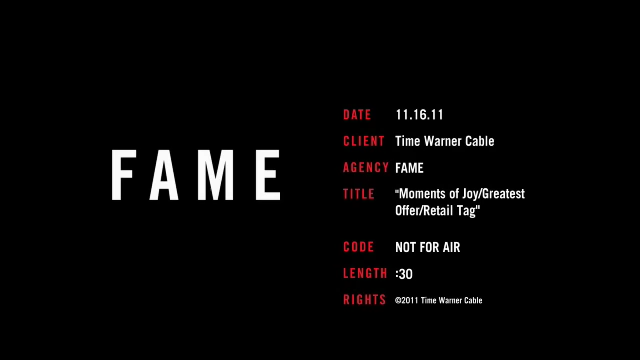 FAME
DATE 11.16.11
CLIENT Time Warner Cable
AGENCY FAME
TITLE "Moments of Joy/Greatest
Offer/Retail Tag"
CODE NOT FOR AIR
LENGTH :30
RIGHTS ©2011 Time Warner Cable